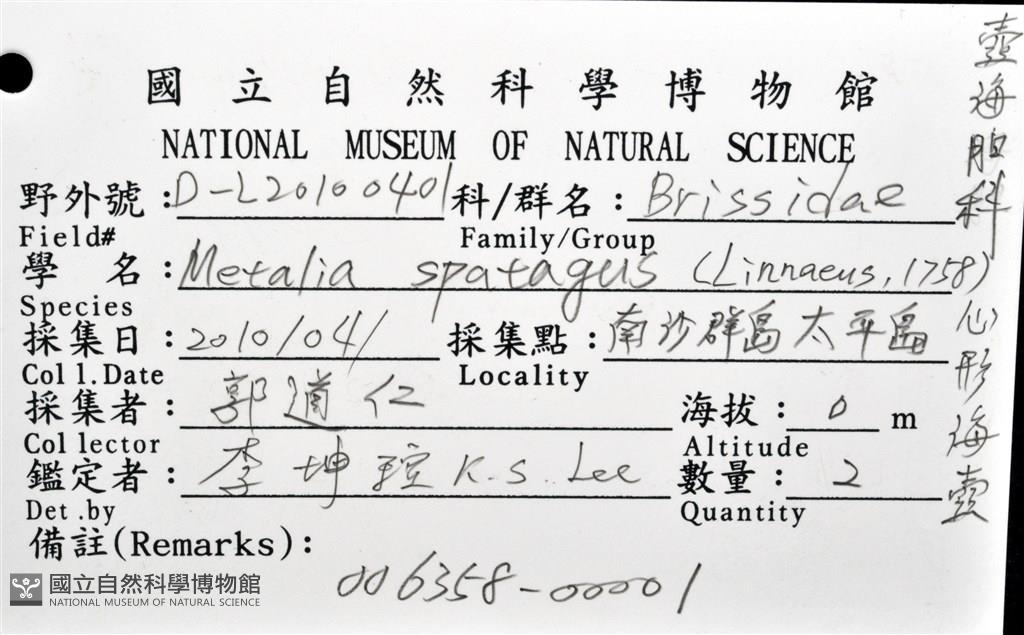 國立自然科學博物館
NATIONAL MUSEUM OF NATURAL SCIENCE
野外號:D-L20100401 科/群名:Brissidae
Field# Family/Group
學名:Metalia spatagus (Linnaeus, 1758)
Species
採集日:2010/04/ 採集點:南沙群島太平島
Coll.Date Locality
採集者:郭道仁 海拔:0 m
Collector Altitude
鑑定者:李坤瑄 K.S. Lee 數量:2
Det.by Quantity
備註(Remarks):
006358-00001
壺海胆科
心形海壺
國立自然科學博物館
NATIONAL MUSEUM OF NATURAL SCIENCE